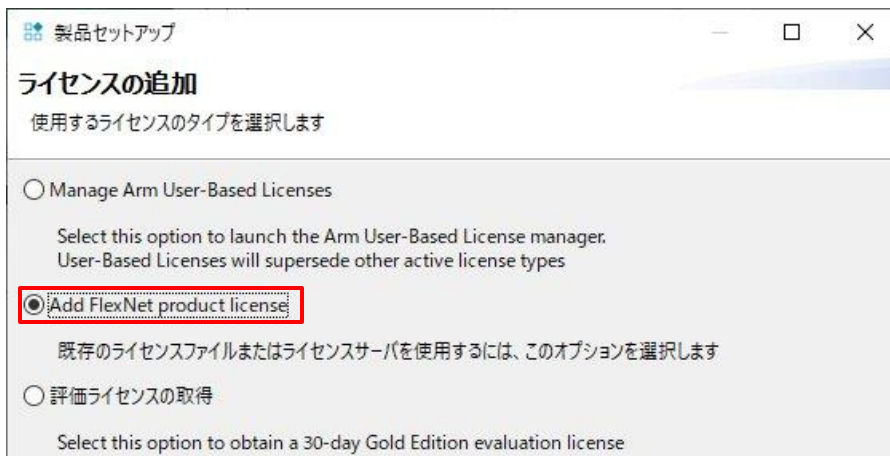 製品セットアップ
ライセンスの追加
使用するライセンスのタイプを選択します
Manage Arm User-Based Licenses
Select this option to launch the Arm User-Based License manager.
User-Based Licenses will supersede other active license types
Add FlexNet product license
既存のライセンスファイルまたはライセンスサーバを使用するには、このオプションを選択します
評価ライセンスの取得
Select this option to obtain a 30-day Gold Edition evaluation license